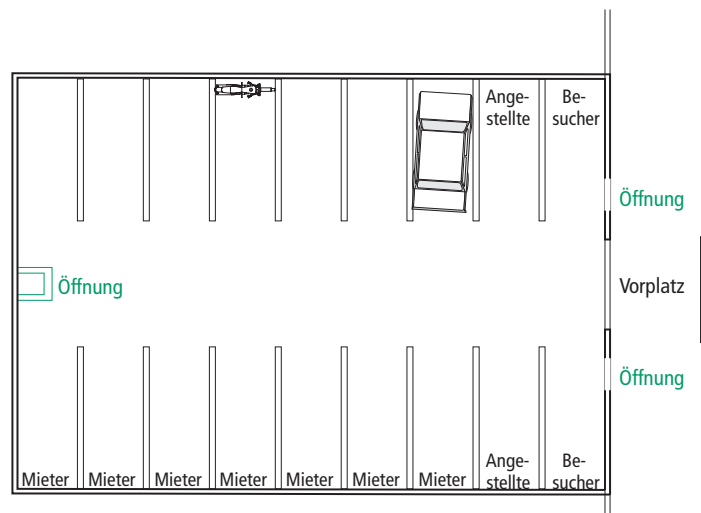 Ange-
stellte
Be-
sucher
Öffnung
Öffnung
Vorplatz
Öffnung
Mieter
Mieter
Mieter
Mieter
Mieter
Mieter
Mieter
Ange-
stellte
Be-
sucher